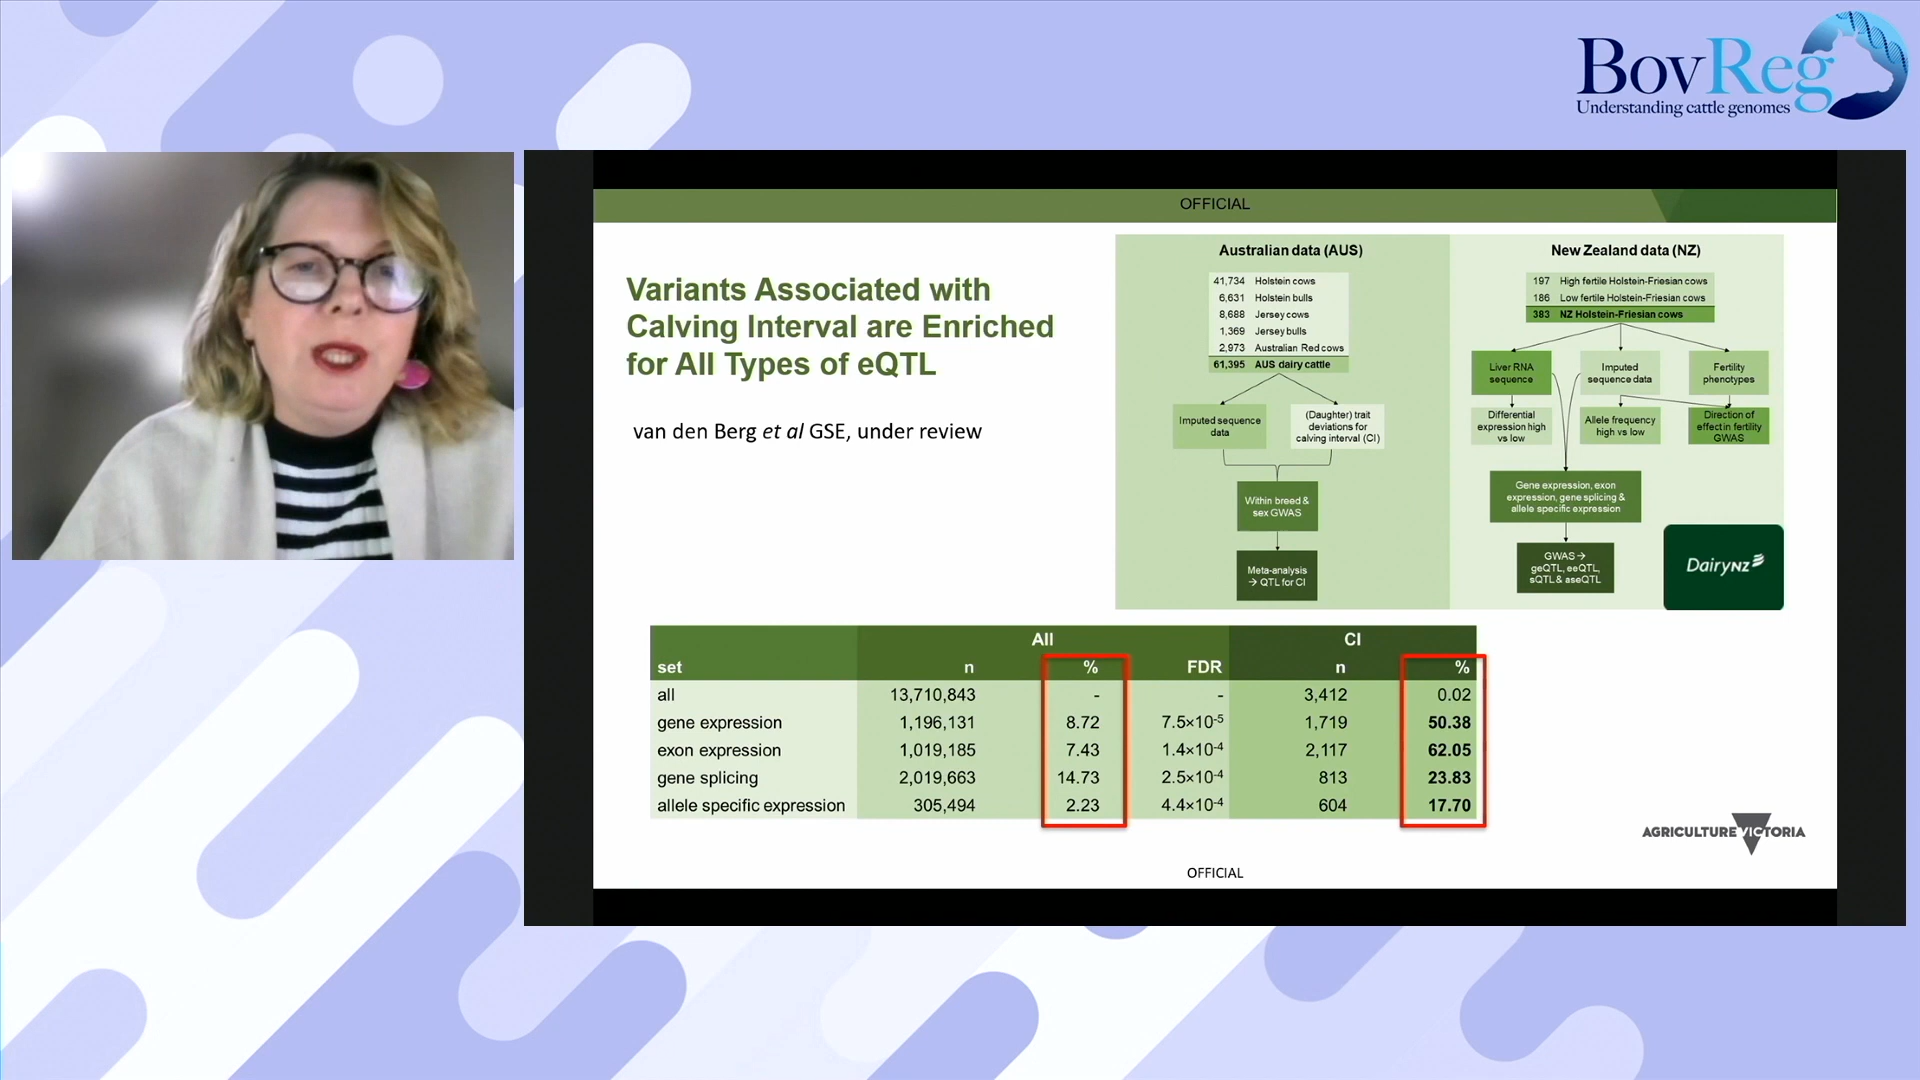 BovReg
Understanding cattle genomes
OFFICIAL
Variants Associated with
Calving Interval are Enriched
for All Types of eQTL
van den Berg et al GSE, under review
Australian data (AUS)
41,734 Holstein cows
6,631 Holstein bulls
8,688 Jersey cows
1,369 Jersey bulls
2,973 Australian Red cows
61,395 AUS dairy cattle
Imputed sequence
data
(Daughter) trait
deviations for
calving interval (CI)
Within breed &
sex GWAS
Meta-analysis
→ QTL for CI
New Zealand data (NZ)
197 High fertile Holstein-Friesian cows
186 Low fertile Holstein-Friesian cows
383 NZ Holstein-Friesian cows
Liver RNA
sequence
Imputed
sequence data
Fertility
phenotypes
Differential
expression high
vs low
Allele frequency
high vs low
Direction of
effect in fertility
GWAS
Gene expression, exon
expression, gene splicing &
allele specific expression
GWAS →
geQTL, eeQTL,
sQTL & aseQTL
DairyNZ
All CI
set n % FDR n %
all 13,710,843 - - 3,412 0.02
gene expression 1,196,131 8.72 7.5×10-5 1,719 50.38
exon expression 1,019,185 7.43 1.4×10-4 2,117 62.05
gene splicing 2,019,663 14.73 2.5×10-4 813 23.83
allele specific expression 305,494 2.23 4.4×10-4 604 17.70
AGRICULTURE VICTORIA
OFFICIAL